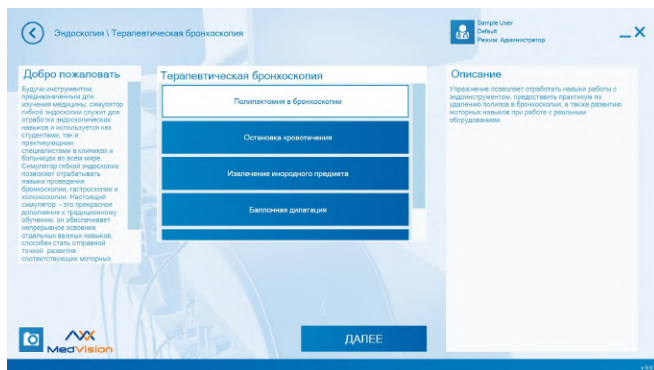 Эндоскопия \ Терапевтическая бронхоскопия
Sample User
Default
Режим: Администратор
Добро пожаловать
Будучи инструментом,
предназначенным для
изучения медицины, симулятор
гибкой эндоскопии служит для
отработки эндоскопических
навыков и используется как
студентами, так и
практикующими
специалистами в клиниках и
больницах во всем мире.
Симулятор гибкой эндоскопии
позволяет отрабатывать
навыки проведения
бронхоскопии, гастроскопии и
колоноскопии. Настоящий
симулятор - это прекрасное
дополнение к традиционному
обучению: он обеспечивает
непрерывное освоение
отдельных важных навыков,
способен стать отправной
точкой развития
соответствующих моторных
Терапевтическая бронхоскопия
Полипэктомия в бронхоскопии
Остановка кровотечения
Извлечение инородного предмета
Баллонная дилатация
Описание
Упражнение позволяет отработать навыки работы с
эндоинструментом, предоставить практикум по
удалению полипов в бронхоскопии, а также развитию
моторных навыков при работе с реальным
оборудованием.
MedVision
ДАЛЕЕ